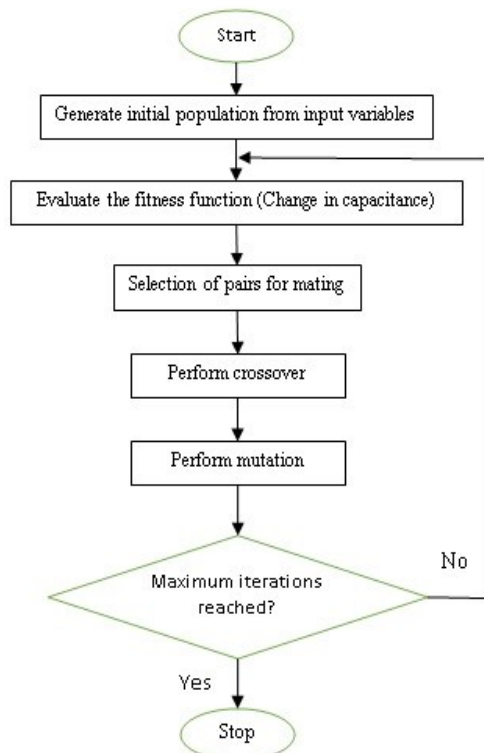 Start
Generate initial population from input variables
Evaluate the fitness function (Change in capacitance)
Selection of pairs for mating
Perform crossover
Perform mutation
Maximum iterations
reached?
No
Yes
Stop